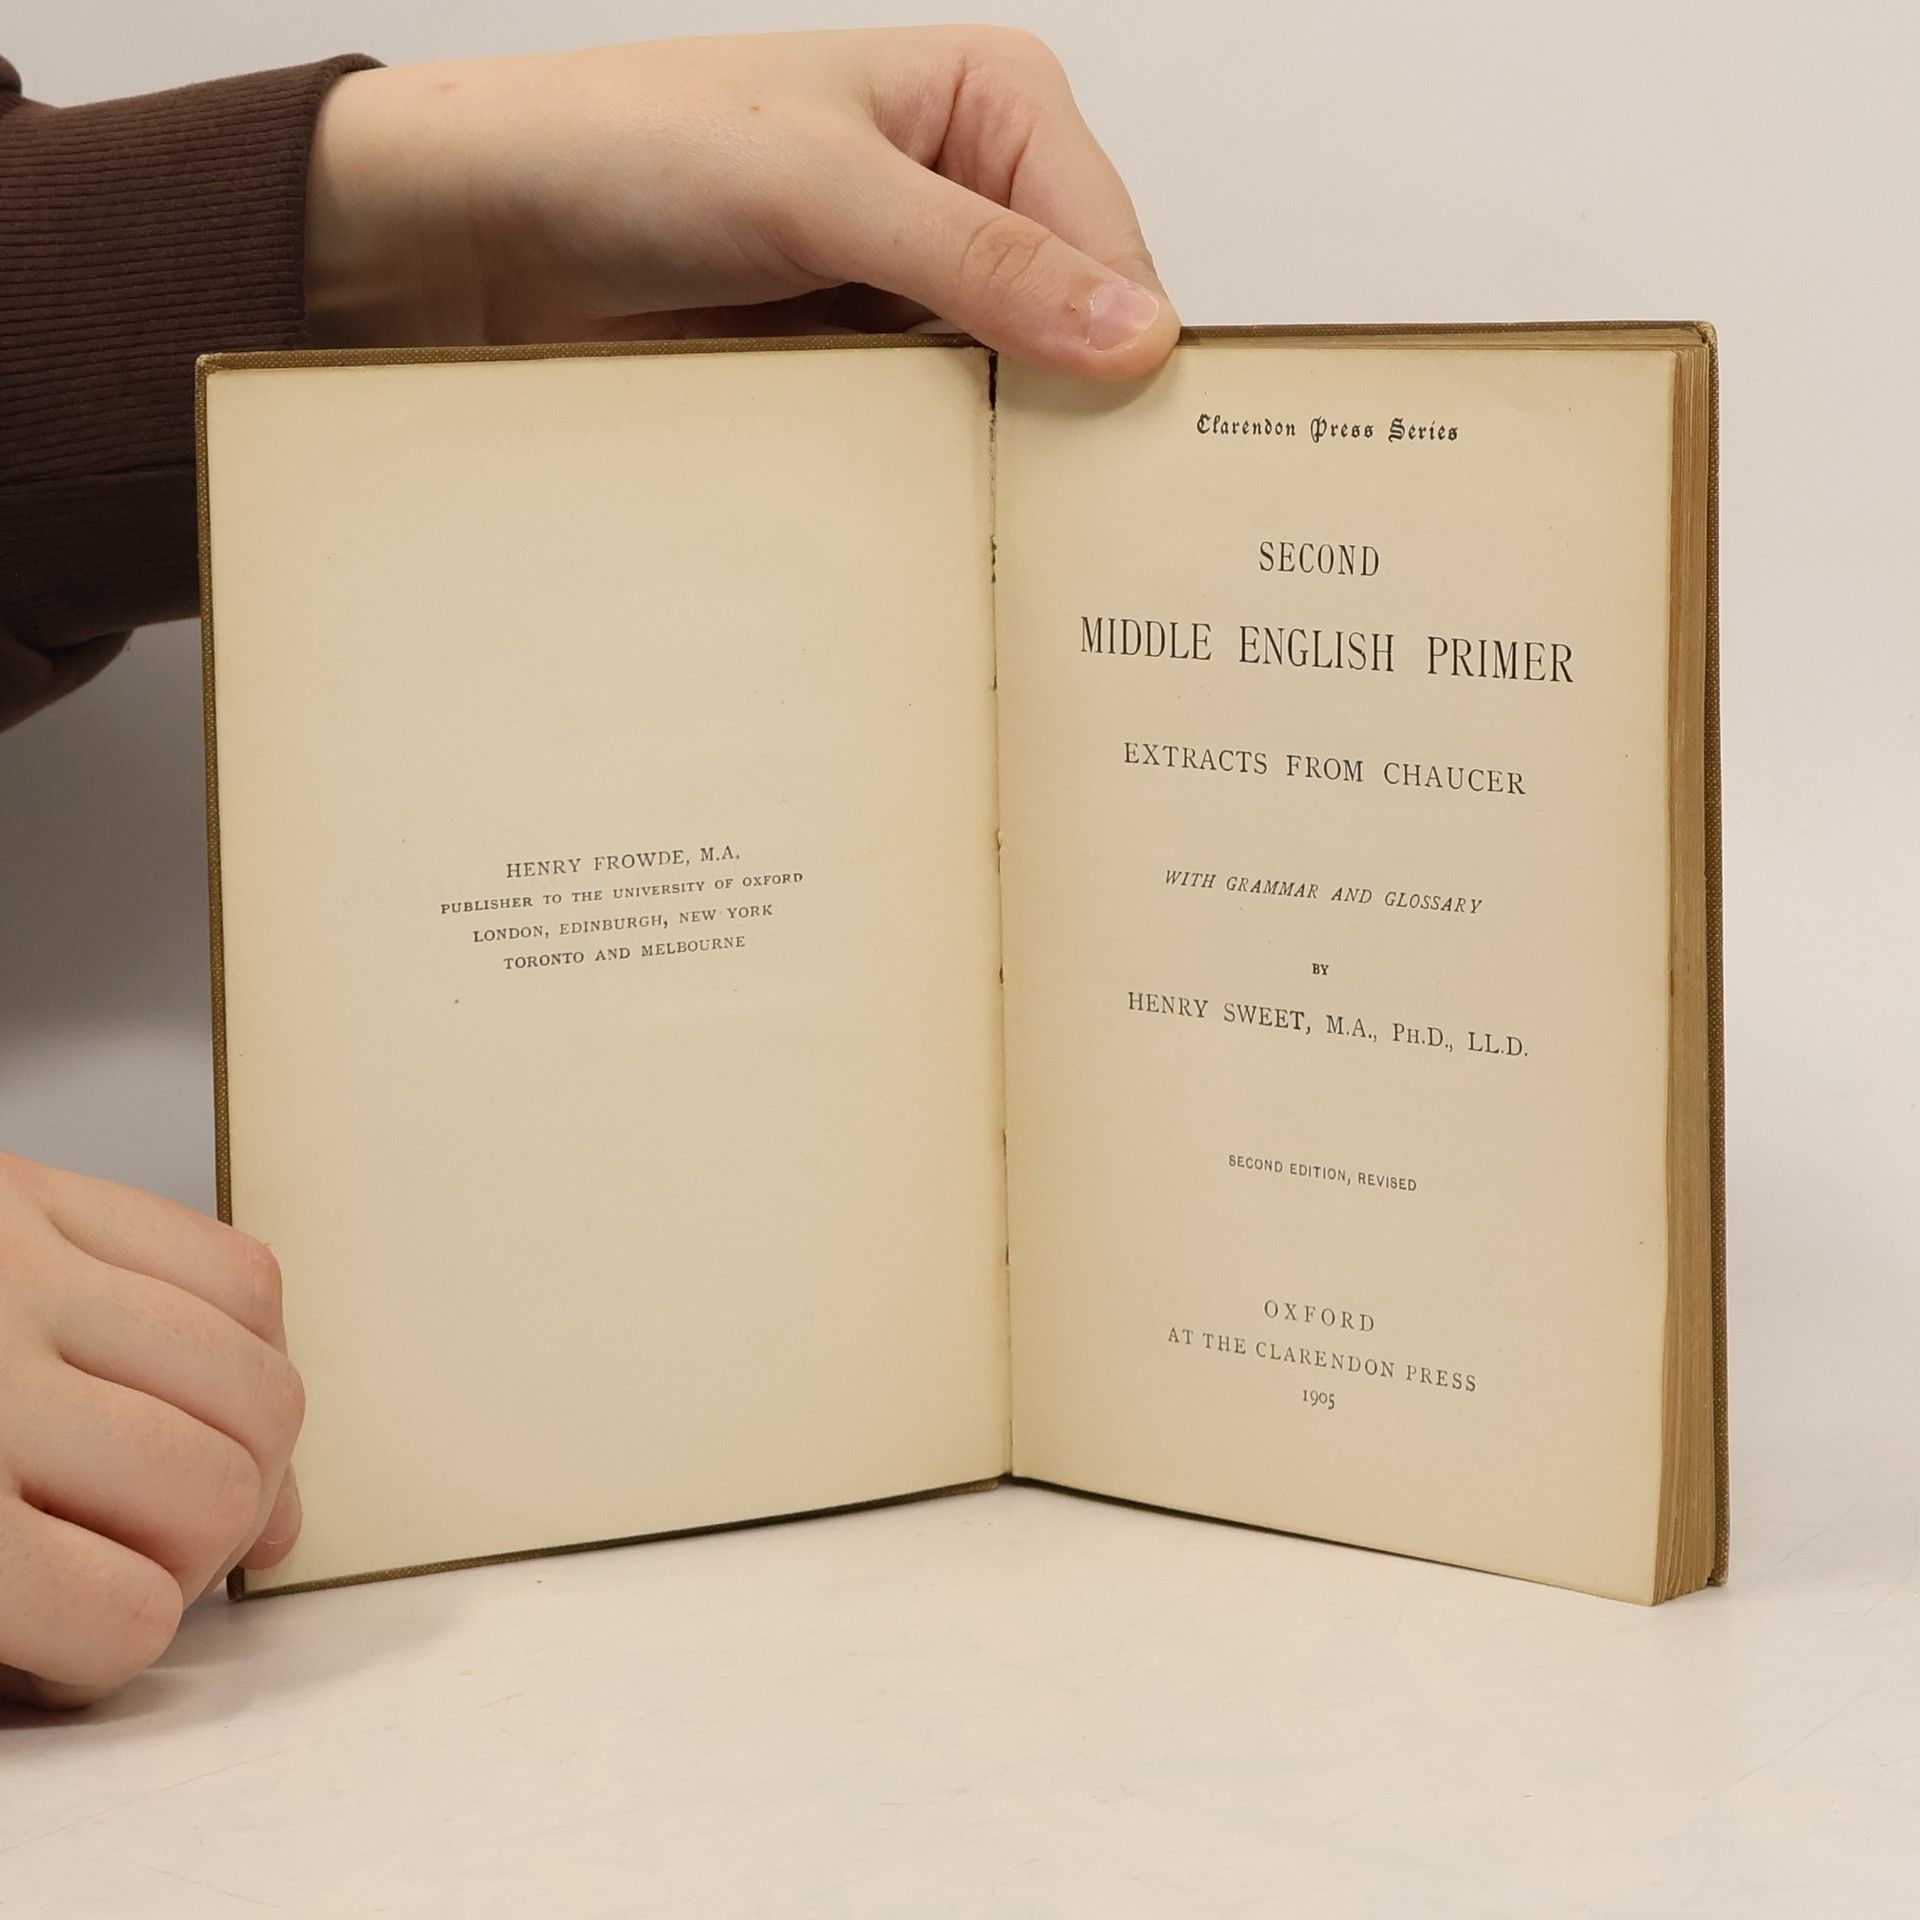 HENRY FROWDE, M.A.
PUBLISHER TO THE UNIVERSITY OF OXFORD
LONDON, EDINBURGH, NEW YORK
TORONTO AND MELBOURNE
Clarendon Press Series
SECOND
MIDDLE ENGLISH PRIMER
EXTRACTS FROM CHAUCER
WITH GRAMMAR AND GLOSSARY
BY
HENRY SWEET, M.A., PH.D., LL.D.
SECOND EDITION, REVISED
OXFORD
AT THE CLARENDON PRESS
1905